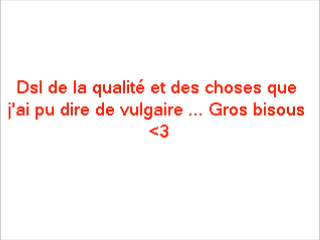 Dsl de la qualité et des choses que
j'ai pu dire de vulgaire ... Gros bisous
<3